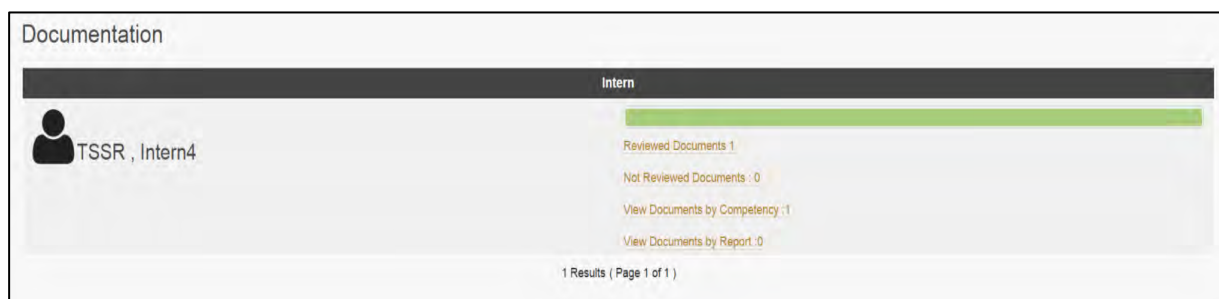 Documentation
Intern
TSSR , Intern4
Reviewed Documents 1
Not Reviewed Documents : 0
View Documents by Competency :1
View Documents by Report :0
1 Results ( Page 1 of 1 )